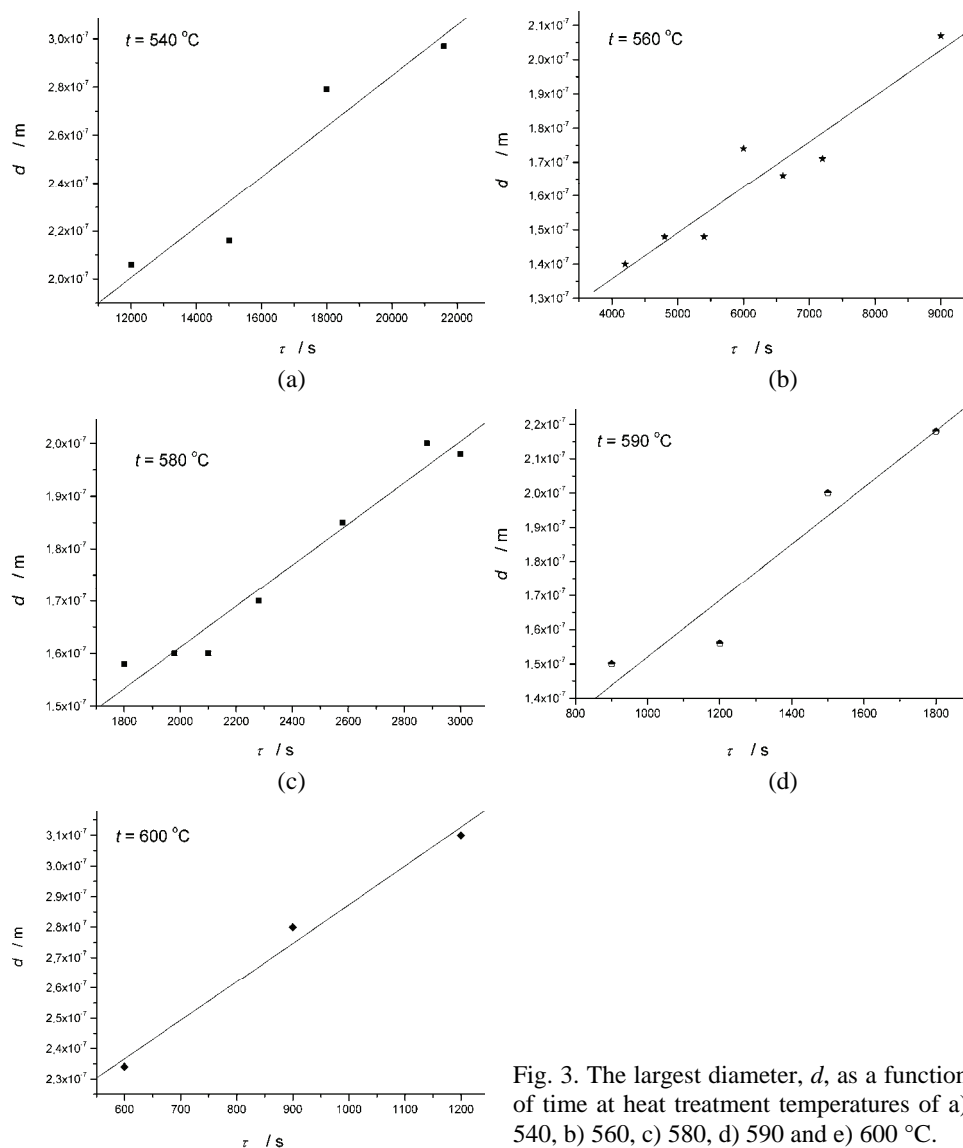 t = 540 °C
3,0x10⁻⁷
2,8x10⁻⁷
2,6x10⁻⁷
2,4x10⁻⁷
2,2x10⁻⁷
2,0x10⁻⁷
d / m
12000 14000 16000 18000 20000 22000
τ / s
(a)
t = 560 °C
2,1x10⁻⁷
2,0x10⁻⁷
1,9x10⁻⁷
1,8x10⁻⁷
1,7x10⁻⁷
1,6x10⁻⁷
1,5x10⁻⁷
1,4x10⁻⁷
1,3x10⁻⁷
d / m
4000 5000 6000 7000 8000 9000
τ / s
(b)
t = 580 °C
2,0x10⁻⁷
1,9x10⁻⁷
1,8x10⁻⁷
1,7x10⁻⁷
1,6x10⁻⁷
1,5x10⁻⁷
d / m
1800 2000 2200 2400 2600 2800 3000
τ / s
(c)
t = 590 °C
2,2x10⁻⁷
2,1x10⁻⁷
2,0x10⁻⁷
1,9x10⁻⁷
1,8x10⁻⁷
1,7x10⁻⁷
1,6x10⁻⁷
1,5x10⁻⁷
1,4x10⁻⁷
d / m
800 1000 1200 1400 1600 1800
τ / s
(d)
t = 600 °C
3,1x10⁻⁷
3,0x10⁻⁷
2,9x10⁻⁷
2,8x10⁻⁷
2,7x10⁻⁷
2,6x10⁻⁷
2,5x10⁻⁷
2,4x10⁻⁷
2,3x10⁻⁷
d / m
600 700 800 900 1000 1100 1200
τ / s
Fig. 3. The largest diameter, d, as a function
of time at heat treatment temperatures of a)
540, b) 560, c) 580, d) 590 and e) 600 °C.